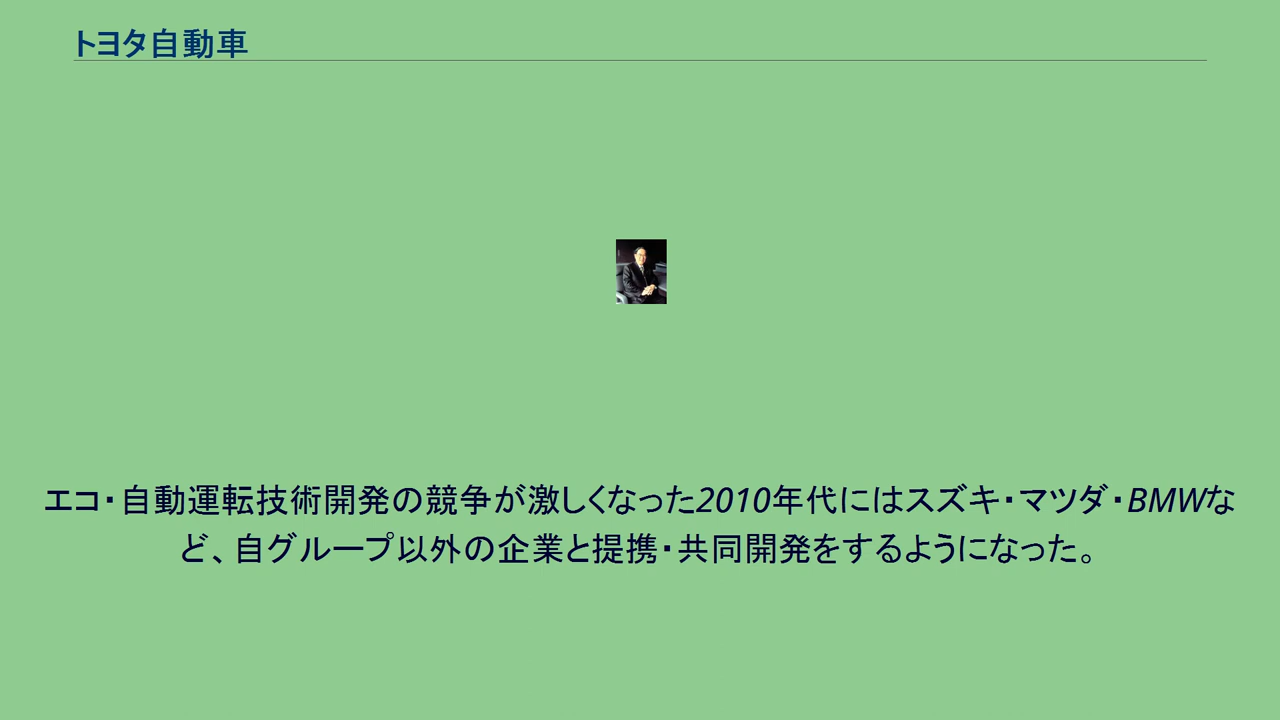 トヨタ自動車
エコ・自動運転技術開発の競争が激しくなった2010年代にはスズキ・マツダ・BMWな
ど、自グループ以外の企業と提携・共同開発をするようになった。